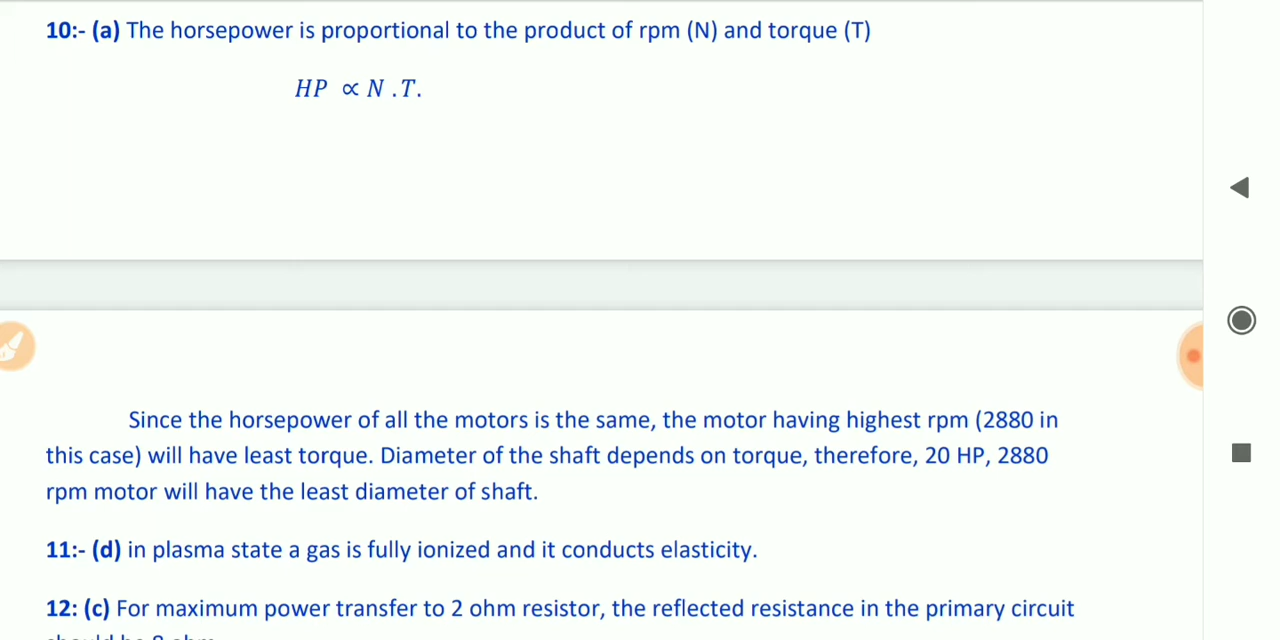 10:- (a) The horsepower is proportional to the product of rpm (N) and torque (T)
HP ∝ N .T.
Since the horsepower of all the motors is the same, the motor having highest rpm (2880 in
this case) will have least torque. Diameter of the shaft depends on torque, therefore, 20 HP, 2880
rpm motor will have the least diameter of shaft.
11:- (d) in plasma state a gas is fully ionized and it conducts elasticity.
12: (c) For maximum power transfer to 2 ohm resistor, the reflected resistance in the primary circuit
should be 8 ohm